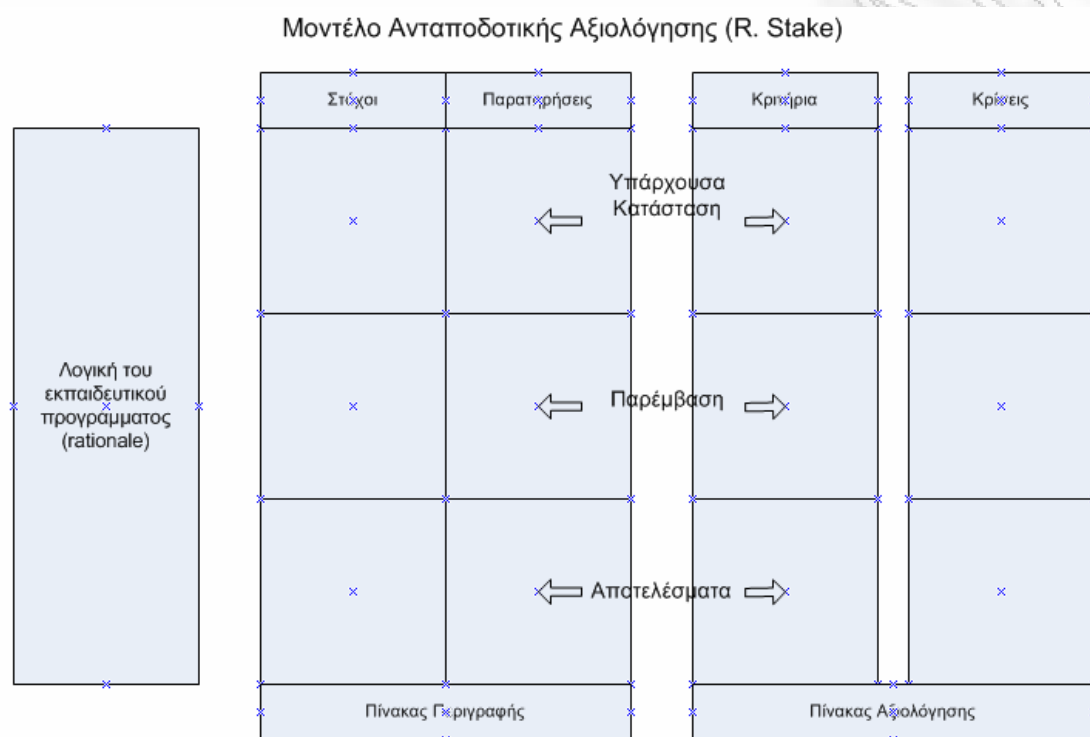 Μοντέλο Ανταποδοτικής Αξιολόγησης (R. Stake)
Στόχοι
Παρατηρήσεις
Κριτήρια
Κρίσεις
Υπάρχουσα
Κατάσταση
Λογική του
εκπαιδευτικού
προγράμματος
(rationale)
Παρέμβαση
Αποτελέσματα
Πίνακας Περιγραφής
Πίνακας Αξιολόγησης